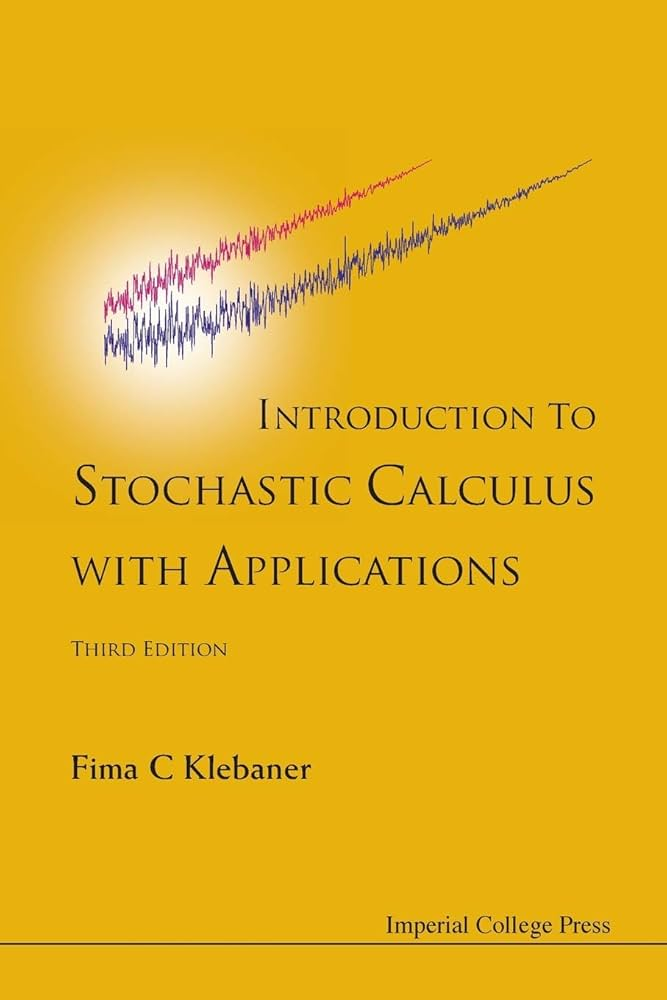 INTRODUCTION TO
STOCHASTIC CALCULUS
WITH APPLICATIONS
THIRD EDITION
Fima C Klebaner
Imperial College Press